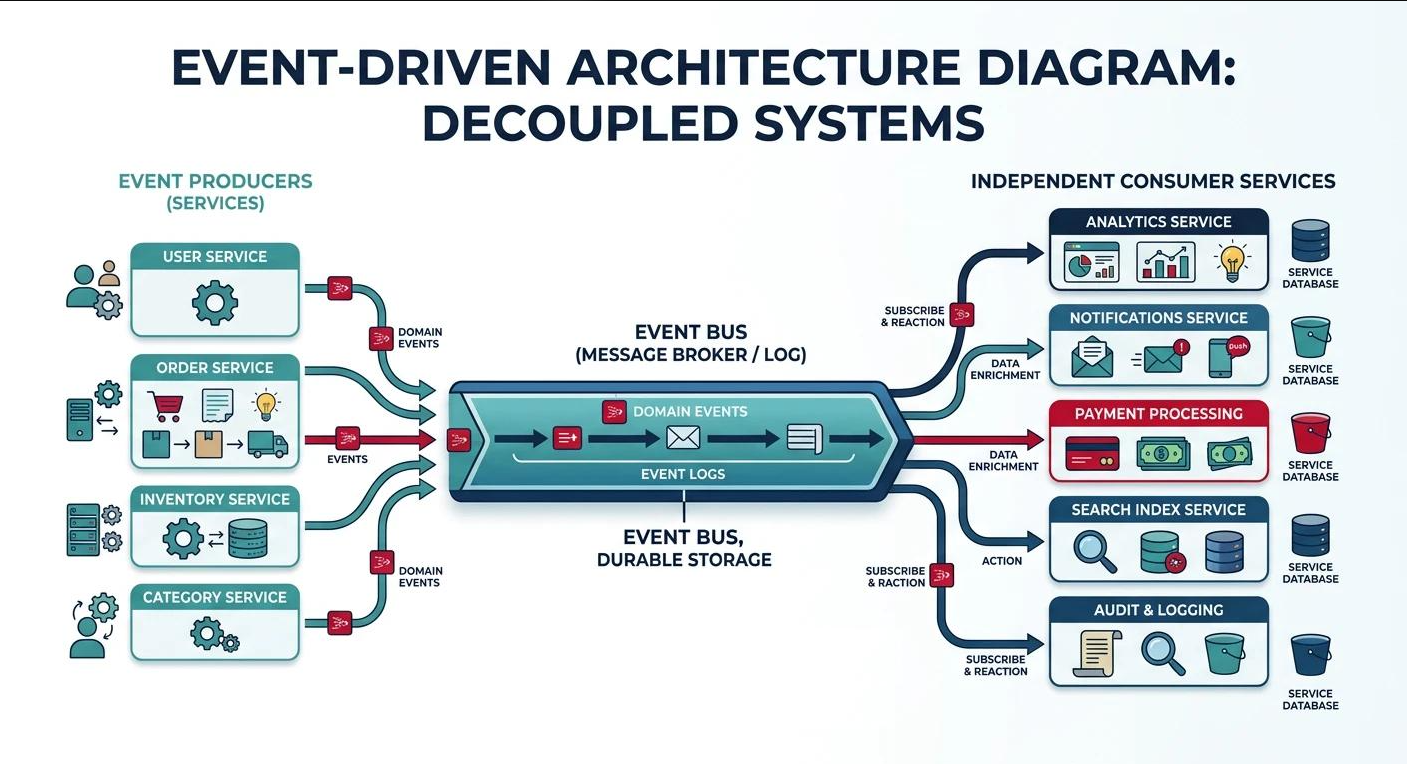 EVENT-DRIVEN ARCHITECTURE DIAGRAM:
DECOUPLED SYSTEMS
EVENT PRODUCERS
(SERVICES)
USER SERVICE
ORDER SERVICE
INVENTORY SERVICE
CATEGORY SERVICE
DOMAIN
EVENTS
EVENTS
DOMAIN
EVENTS
EVENT BUS
(MESSAGE BROKER / LOG)
DOMAIN EVENTS
EVENT LOGS
EVENT BUS,
DURABLE STORAGE
SUBSCRIBE
& REACTION
DATA
ENRICHMENT
DATA
ENRICHMENT
ACTION
SUBSCRIBE
& RACTION
SUBSCRIBE
& REACTION
INDEPENDENT CONSUMER SERVICES
ANALYTICS SERVICE
SERVICE
DATABASE
NOTIFICATIONS SERVICE
Push
SERVICE
DATABASE
PAYMENT PROCESSING
SERVICE
DATABASE
SEARCH INDEX SERVICE
SERVICE
DATABASE
AUDIT & LOGGING
SERVICE
DATABASE